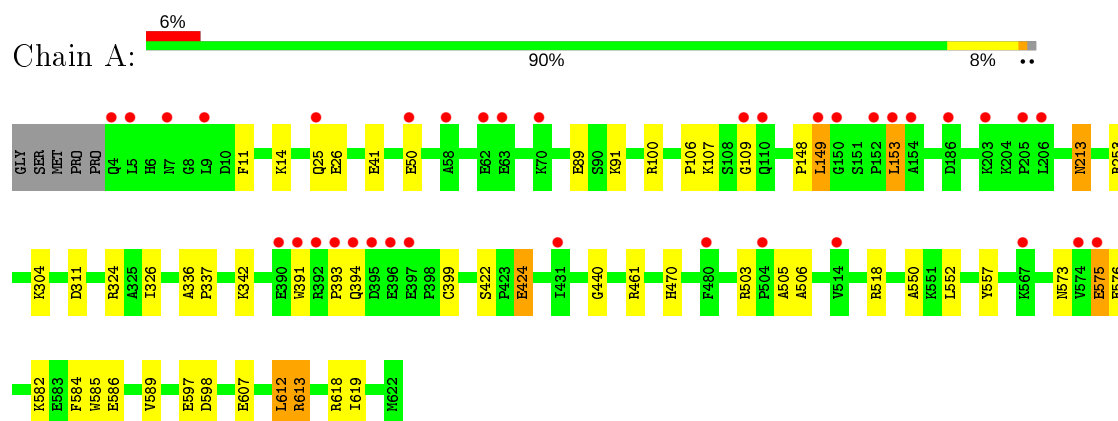 6%
Chain A:
90%
8%
••
GLY SER MET PRO PRO Q4 L5 H6 N7 G8 L9 D10 F11 K14 Q25 E26 E41 E50 A58 E62 E63 K70 E89 S90 K91 R100 P106 K107 S108 G109 Q110 P148 L149 G150 S151 P152 L153 A154 D186 K203 K204 P205 L206 N213
K304 D311 R324 A325 I326 A336 P337 K342 E390 W391 R392 P393 Q394 D395 E396 E397 P398 C399 S422 P423 E424 I431 G440 R461 H470 F480 R503 P504 A505 A506 V514 R518 A550 K551 L552 Y557 K567 N573 V574 E575
K582 E583 F584 W585 E586 V589 E597 D598 E607 L612 R613 R618 I619 M622